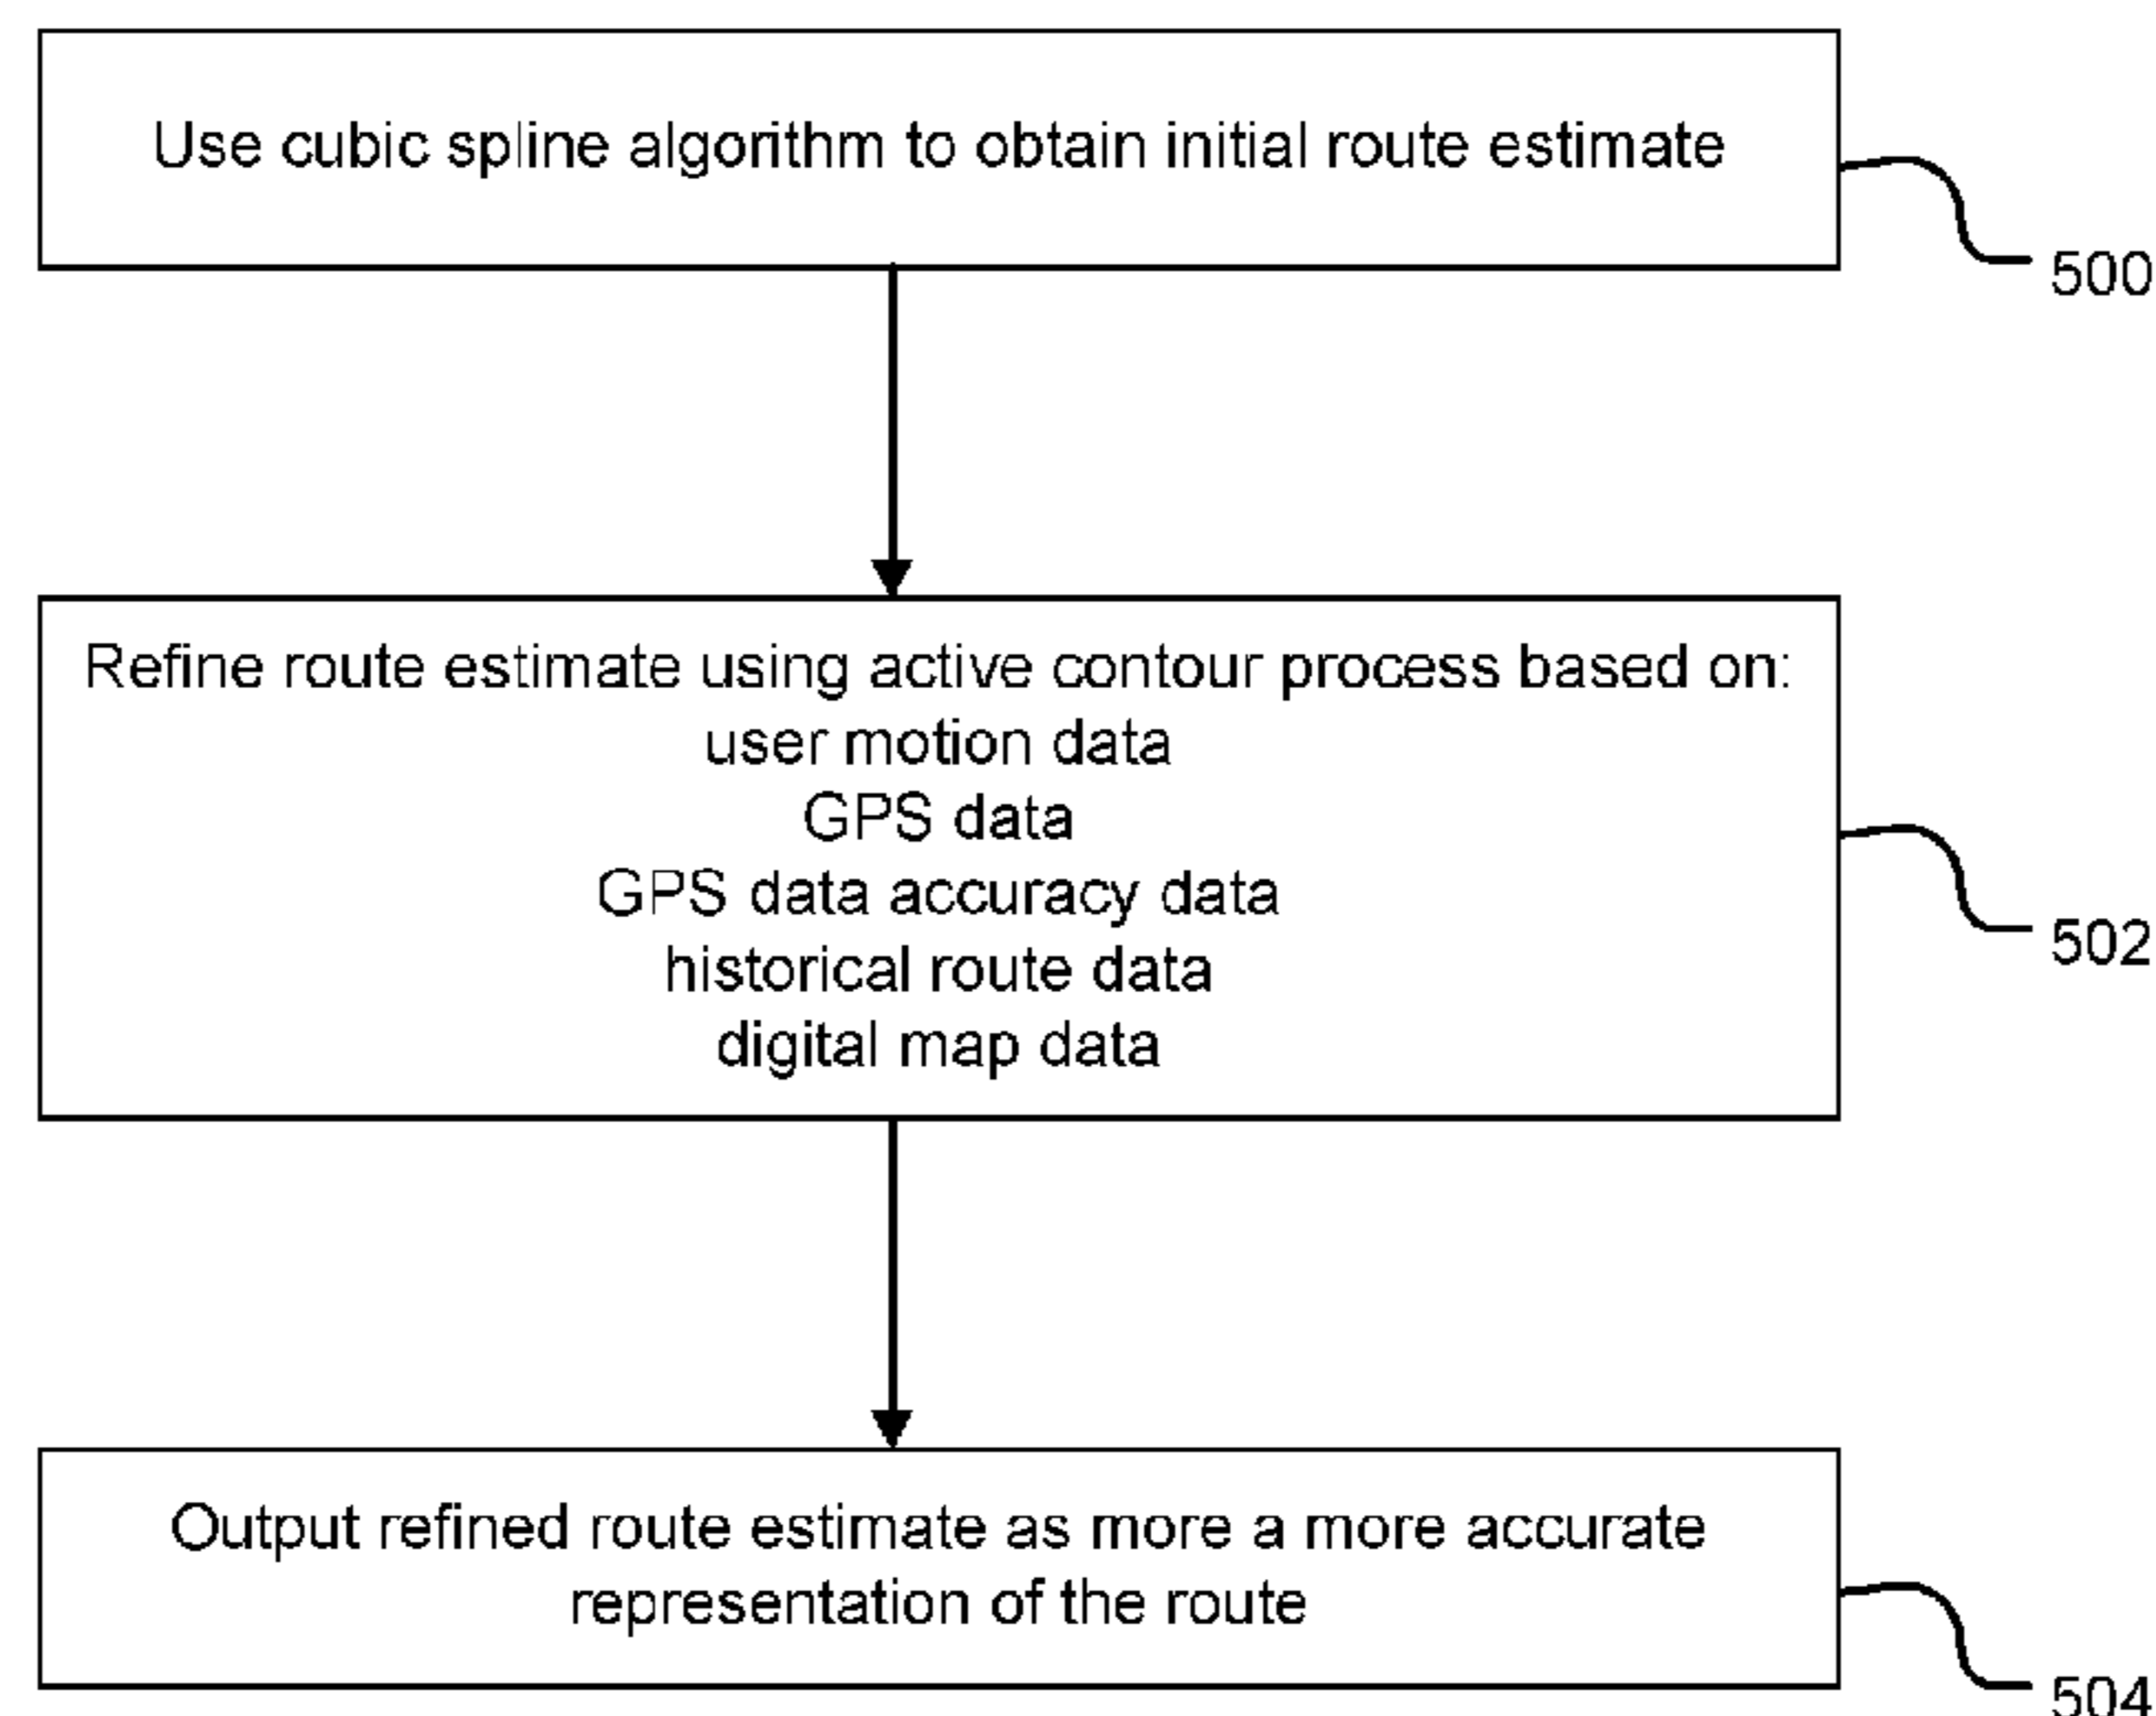 Use cubic spline algorithm to obtain initial route estimate
500
Refine route estimate using active contour process based on:
user motion data
GPS data
GPS data accuracy data
historical route data
digital map data
502
Output refined route estimate as more a more accurate
representation of the route
504